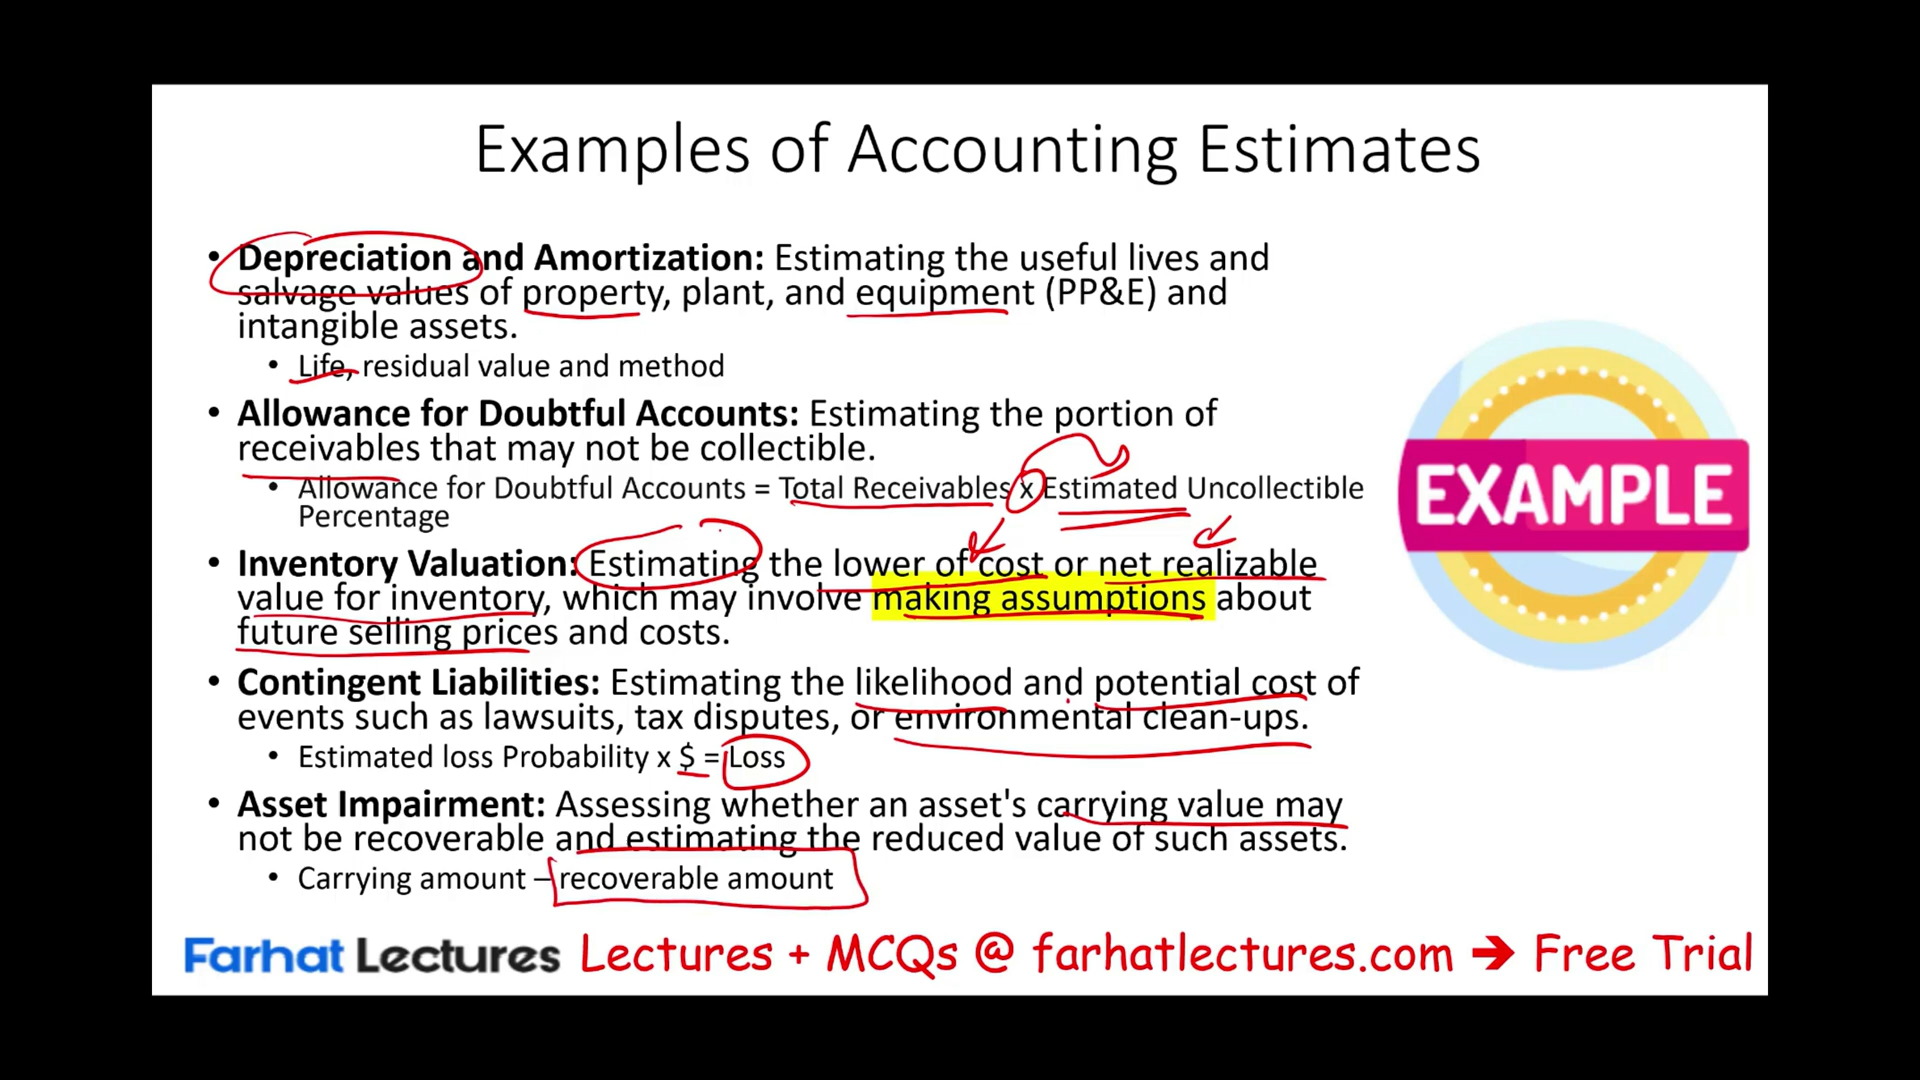 Examples of Accounting Estimates
• Depreciation and Amortization: Estimating the useful lives and
salvage values of property, plant, and equipment (PP&E) and
intangible assets.
• Life, residual value and method
• Allowance for Doubtful Accounts: Estimating the portion of
receivables that may not be collectible.
• Allowance for Doubtful Accounts = Total Receivables x Estimated Uncollectible
Percentage
• Inventory Valuation: Estimating the lower of cost or net realizable
value for inventory, which may involve making assumptions about
future selling prices and costs.
• Contingent Liabilities: Estimating the likelihood and potential cost of
events such as lawsuits, tax disputes, or environmental clean-ups.
• Estimated loss Probability x $ = Loss
• Asset Impairment: Assessing whether an asset's carrying value may
not be recoverable and estimating the reduced value of such assets.
• Carrying amount – recoverable amount
EXAMPLE
Farhat Lectures Lectures + MCQs @ farhatlectures.com ➔ Free Trial